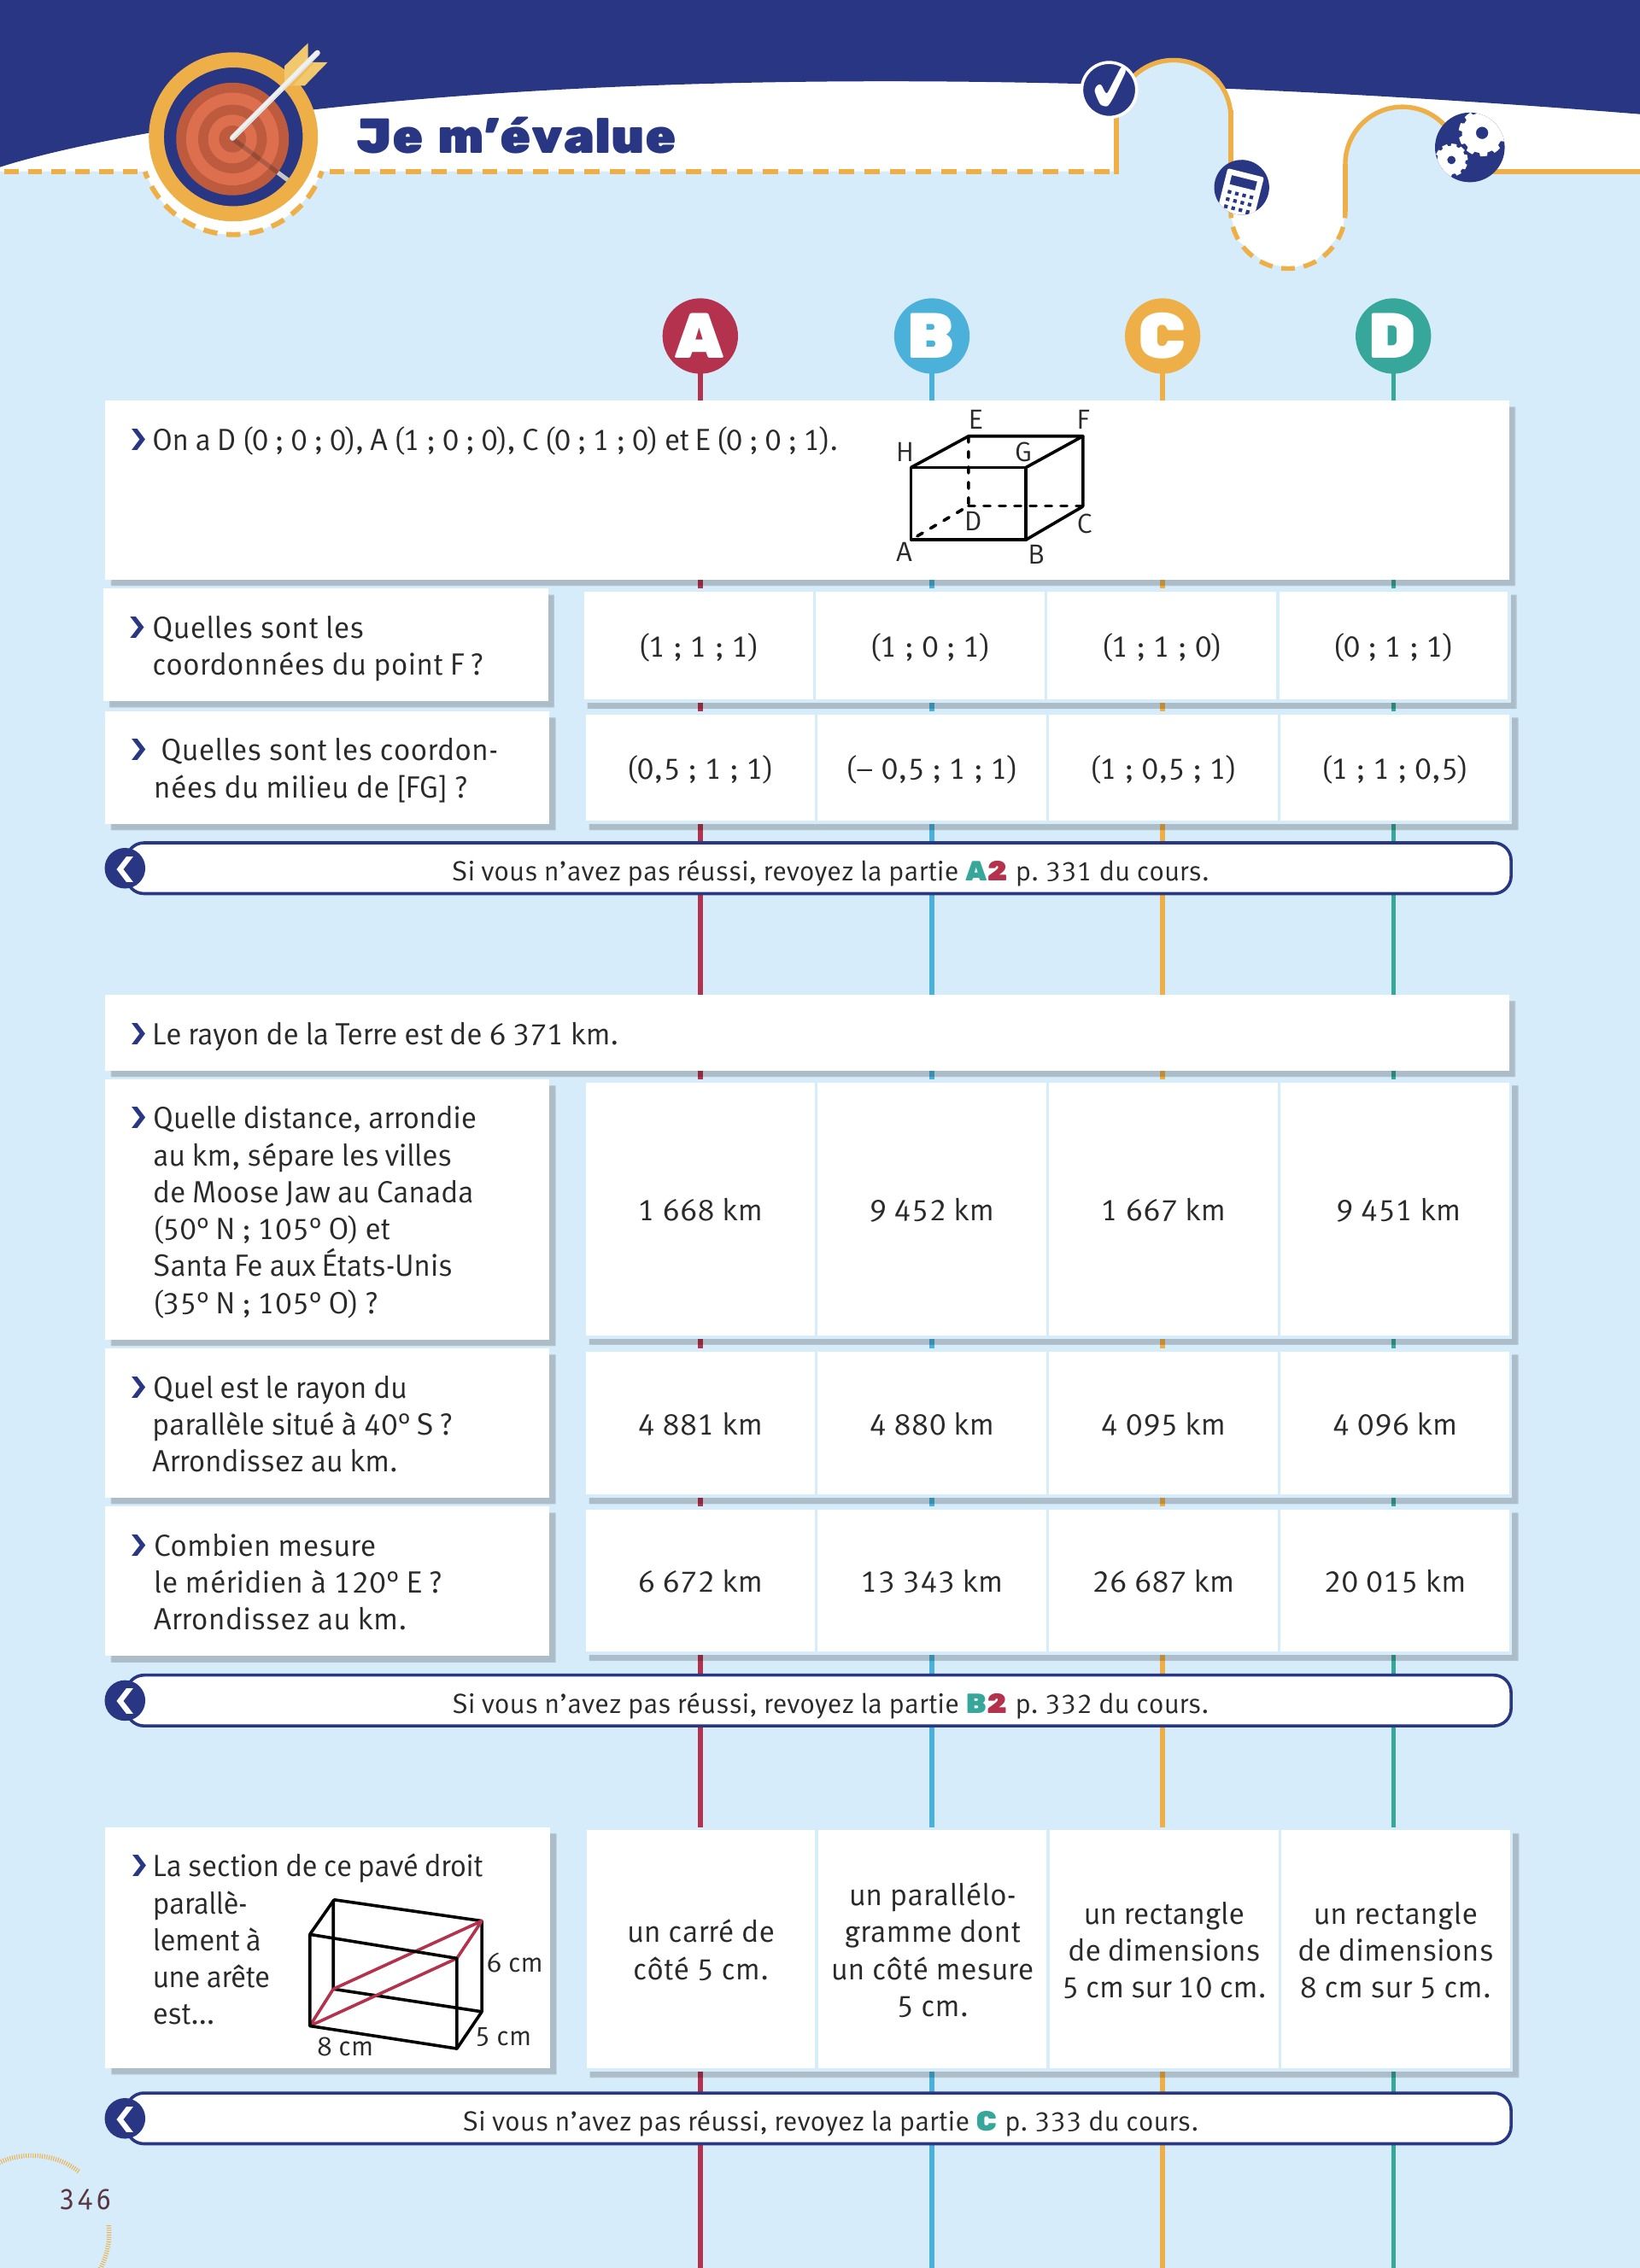 Je m’évalue
A B C D
› On a D (0 ; 0 ; 0), A (1 ; 0 ; 0), C (0 ; 1 ; 0) et E (0 ; 0 ; 1).
E F
H G
D C
A B
› Quelles sont les
coordonnées du point F ?
(1 ; 1 ; 1) (1 ; 0 ; 1) (1 ; 1 ; 0) (0 ; 1 ; 1)
› Quelles sont les coordon-
nées du milieu de [FG] ?
(0,5 ; 1 ; 1) (– 0,5 ; 1 ; 1) (1 ; 0,5 ; 1) (1 ; 1 ; 0,5)
Si vous n’avez pas réussi, revoyez la partie A2 p. 331 du cours.
› Le rayon de la Terre est de 6 371 km.
› Quelle distance, arrondie
au km, sépare les villes
de Moose Jaw au Canada
(50° N ; 105° O) et
Santa Fe aux États-Unis
(35° N ; 105° O) ?
1 668 km 9 452 km 1 667 km 9 451 km
› Quel est le rayon du
parallèle situé à 40° S ?
Arrondissez au km.
4 881 km 4 880 km 4 095 km 4 096 km
› Combien mesure
le méridien à 120° E ?
Arrondissez au km.
6 672 km 13 343 km 26 687 km 20 015 km
Si vous n’avez pas réussi, revoyez la partie B2 p. 332 du cours.
› La section de ce pavé droit
parallè-
lement à
une arête
est...
6 cm
5 cm
8 cm
un carré de
côté 5 cm.
un parallélo-
gramme dont
un côté mesure
5 cm.
un rectangle
de dimensions
5 cm sur 10 cm.
un rectangle
de dimensions
8 cm sur 5 cm.
Si vous n’avez pas réussi, revoyez la partie C p. 333 du cours.
346